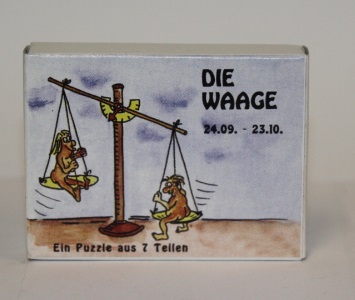 DIE
WAAGE
24.09. - 23.10.
Ein Puzzle aus 7 Teilen